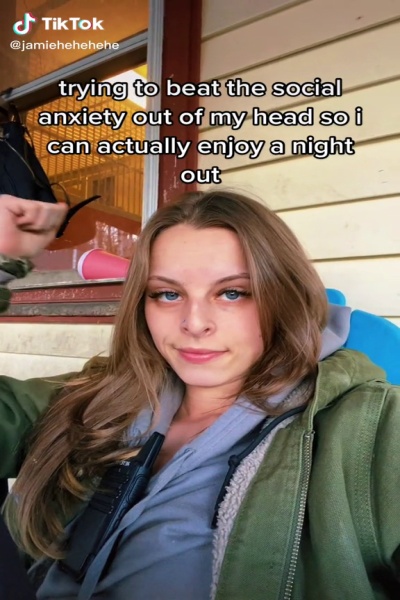 TikTok
@jamiehehehehe
trying to beat the social
anxiety out of my head so i
can actually enjoy a night
out